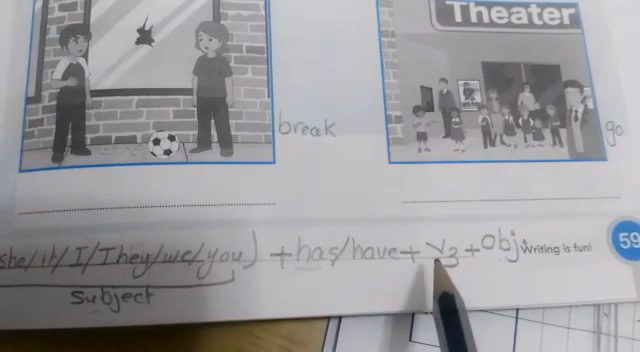 Theater
break
go
she/it/I/They/we/you) + has/have + v3 + obj.
Writing is fun! 59
Subject